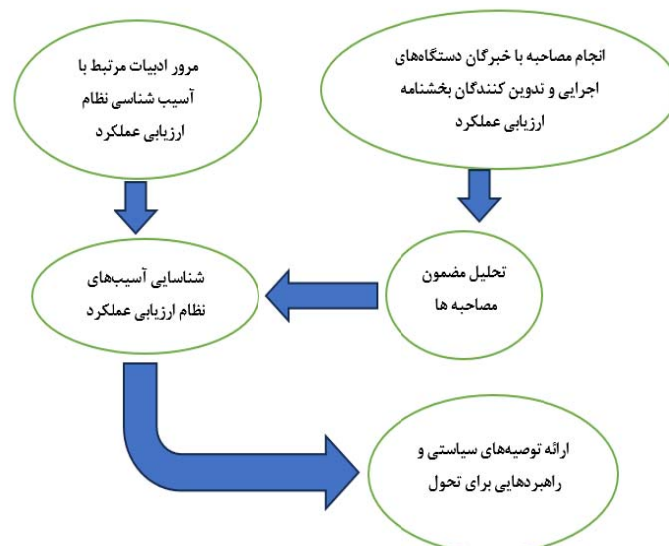 انجام مصاحبه با خبرگان دستگاه‌های
اجرایی و تدوین کنندگان بخشنامه
ارزیابی عملکرد
مرور ادبیات مرتبط با
آسیب شناسی نظام
ارزیابی عملکرد
تحلیل مضمون
مصاحبه ها
شناسایی آسیب‌های
نظام ارزیابی عملکرد
ارائه توصیه‌های سیاستی و
راهبردهایی برای تحول